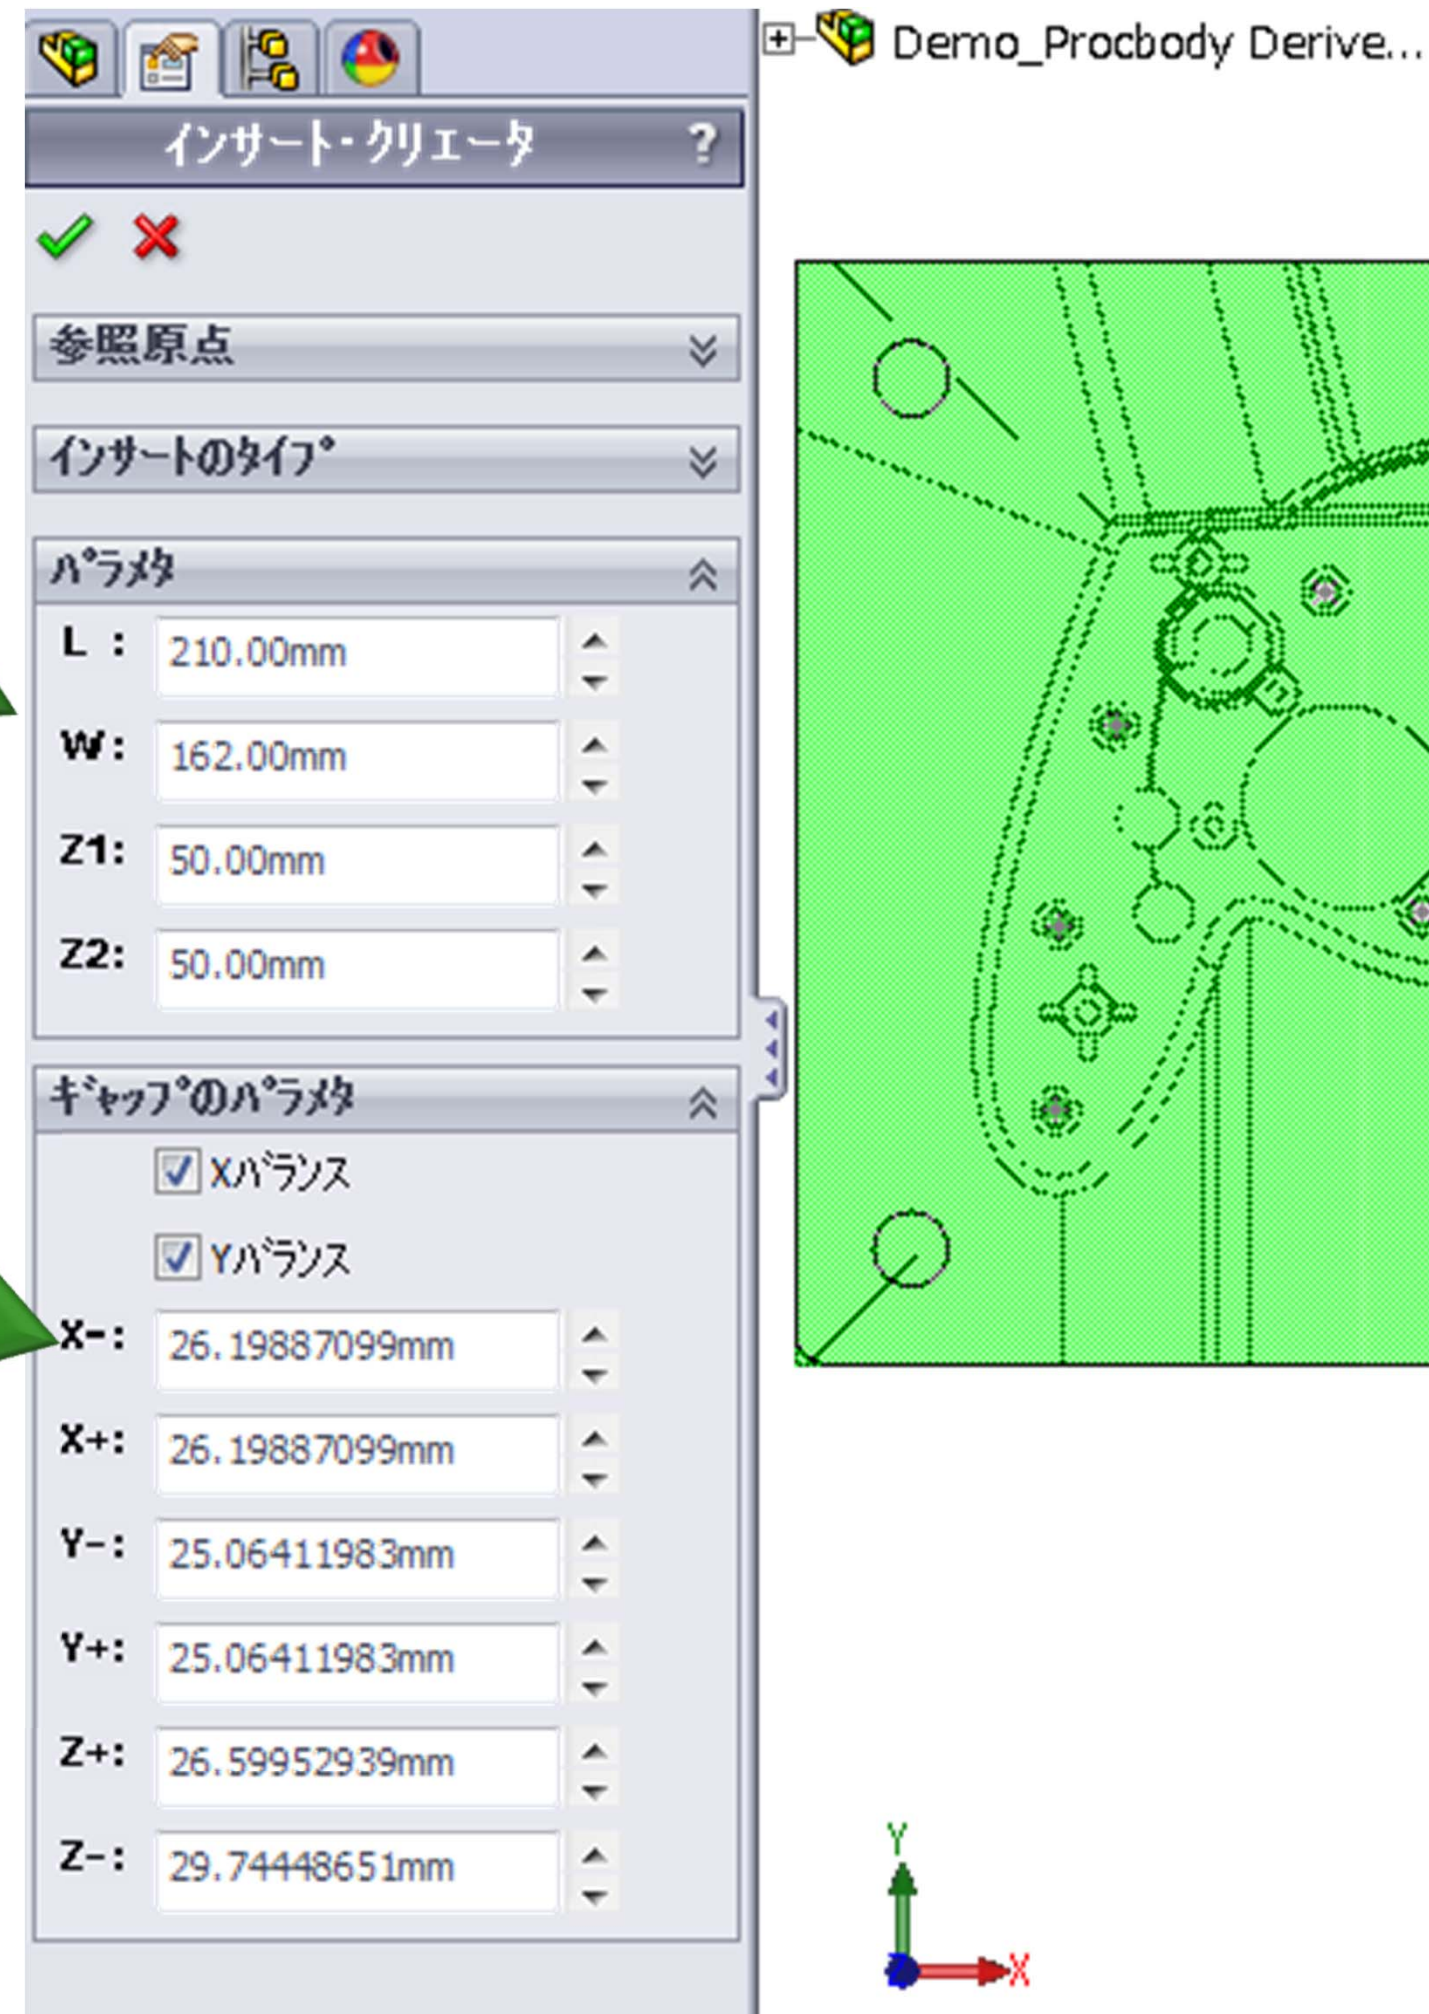 Demo_Procbody Derive...
インサート・クリエータ ?
参照原点
インサートのタイプ
パラメタ
L : 210.00mm
W: 162.00mm
Z1: 50.00mm
Z2: 50.00mm
ギャップのパラメタ
Xバランス
Yバランス
X-: 26.19887099mm
X+: 26.19887099mm
Y-: 25.06411983mm
Y+: 25.06411983mm
Z+: 26.59952939mm
Z-: 29.74448651mm
Y
Z
X